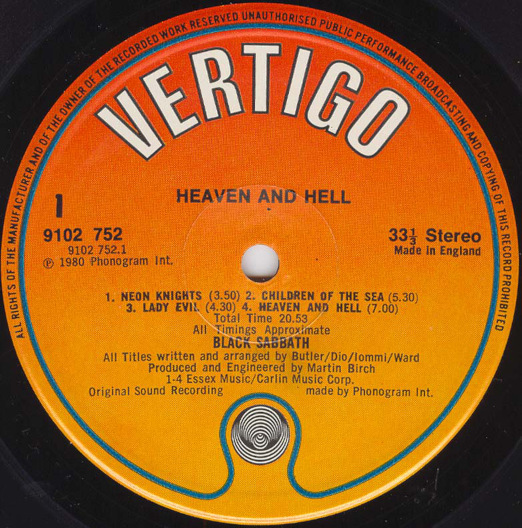 ALL RIGHTS OF THE MANUFACTURER AND OF THE OWNER OF THE RECORDED WORK RESERVED UNAUTHORISED PUBLIC PERFORMANCE BROADCASTING AND COPYING OF THIS RECORD PROHIBITED
VERTIGO
HEAVEN AND HELL
1
9102 752
9102 752.1
℗ 1980 Phonogram Int.
33⅓ Stereo
Made in England
1. NEON KNIGHTS (3.50) 2. CHILDREN OF THE SEA (5.30)
3. LADY EVIL (4.30) 4. HEAVEN AND HELL (7.00)
Total Time 20.53
All Timings Approximate
BLACK SABBATH
All Titles written and arranged by Butler/Dio/Iommi/Ward
Produced and Engineered by Martin Birch
1-4 Essex Music/Carlin Music Corp.
Original Sound Recording made by Phonogram Int.